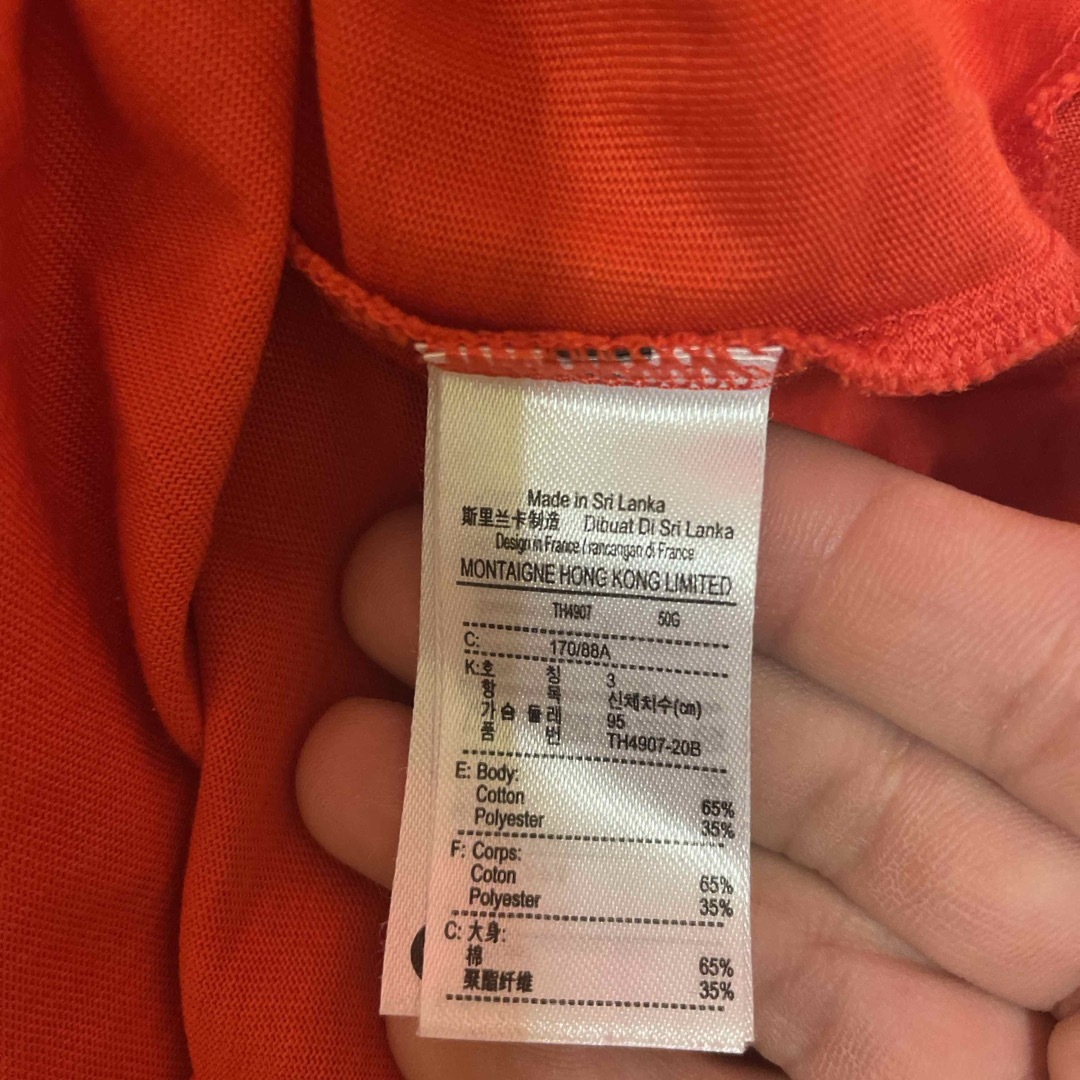 Made in Sri Lanka
斯里兰卡制造 Dibuat Di Sri Lanka
Design in France / rancangan di France
MONTAIGNE HONG KONG LIMITED
TH4907 50G
C: 170/88A
K:호 칭 3
항 목 신체치수(㎝)
가슴 둘레 95
품 번 TH4907-20B
E: Body:
Cotton 65%
Polyester 35%
F: Corps:
Coton 65%
Polyester 35%
C: 大身:
棉 65%
聚酯纤维 35%